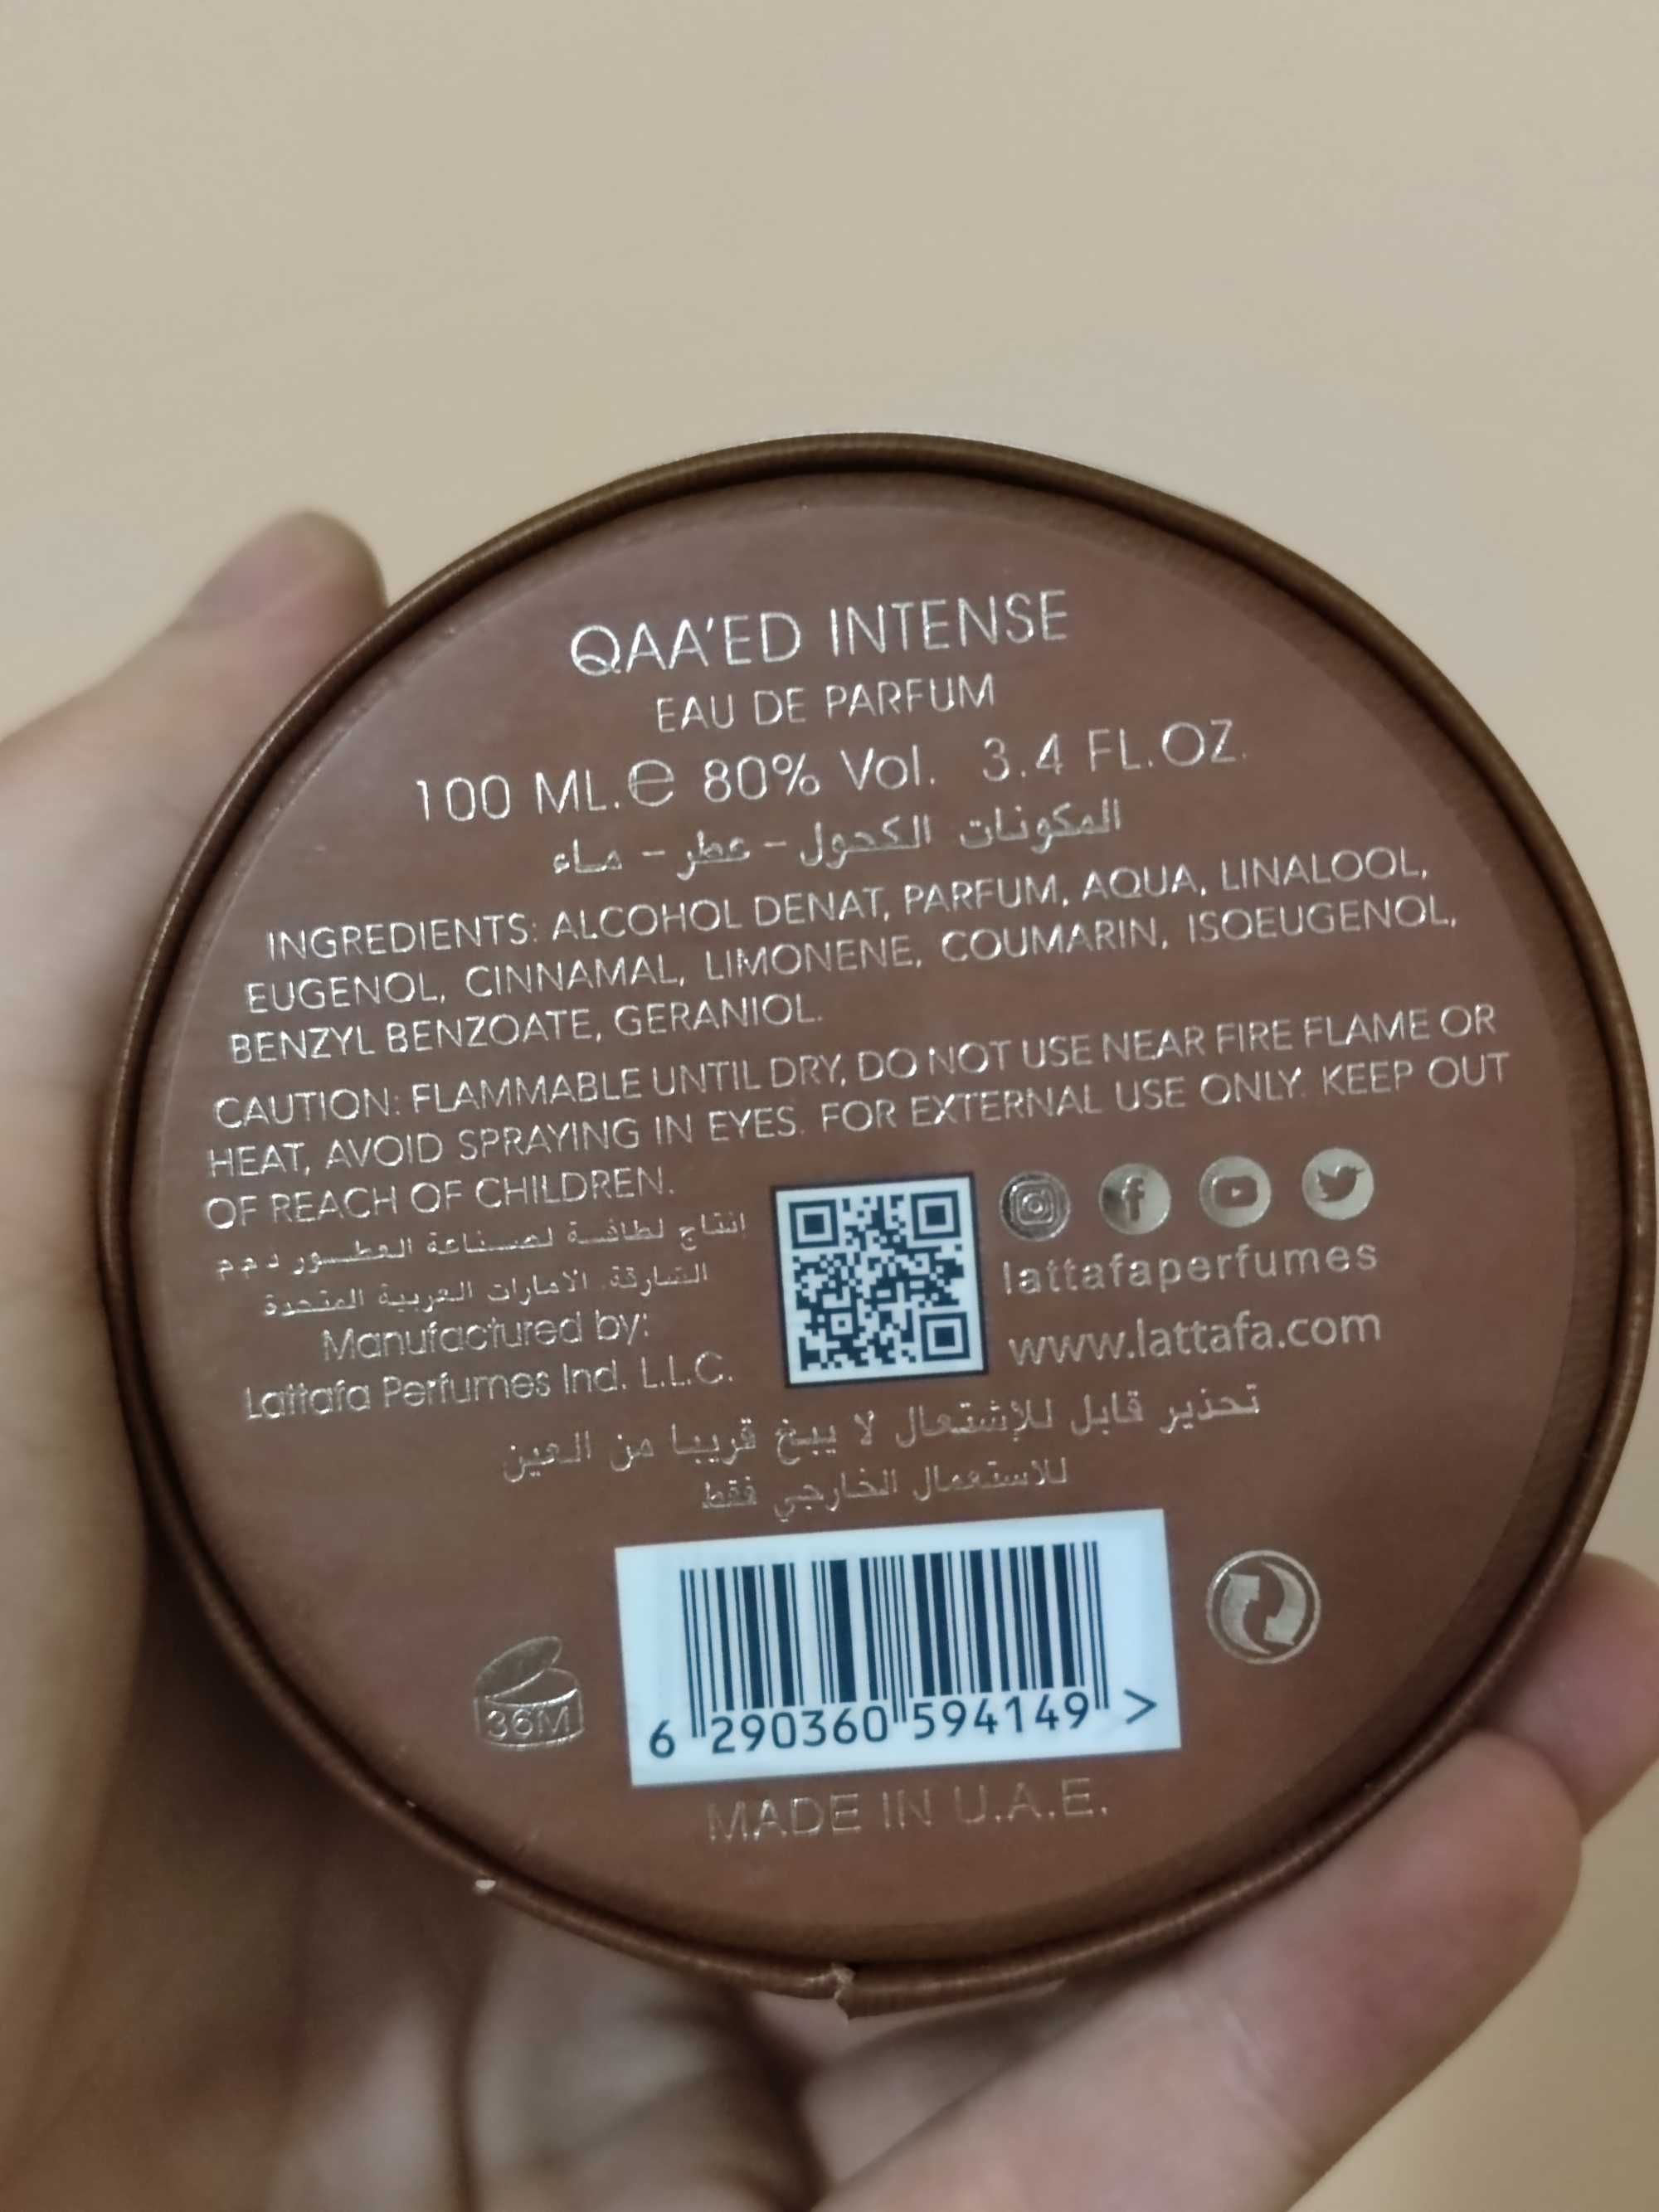 QAA'ED INTENSE
EAU DE PARFUM
100 ML.e 80% Vol. 3.4 FL.OZ.
المكونات الكحول - عطر - ماء
INGREDIENTS: ALCOHOL DENAT, PARFUM, AQUA, LINALOOL,
EUGENOL, CINNAMAL, LIMONENE, COUMARIN, ISOEUGENOL,
BENZYL BENZOATE, GERANIOL.
CAUTION: FLAMMABLE UNTIL DRY, DO NOT USE NEAR FIRE FLAME OR
HEAT, AVOID SPRAYING IN EYES. FOR EXTERNAL USE ONLY. KEEP OUT
OF REACH OF CHILDREN.
انتاج لطافة لصناعة العطور ذ.م.م
الشارقة. الامارات العربية المتحدة
Manufactured by:
Lattafa Perfumes Ind. L.L.C.
lattafaperfumes
www.lattafa.com
تحذير قابل للإشتعال لا يبخ قريبا من العين
للاستعمال الخارجي فقط
36M
6 290360 594149 >
MADE IN U.A.E.